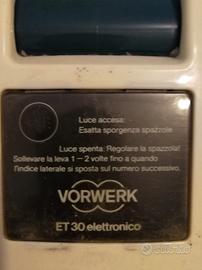 Luce accesa:
Esatta sporgenza spazzole
Luce spenta: Regolare la spazzola!
Sollevare la leva 1-2 volte fino a quando
l'indice laterale si sposta sul numero successivo.
VORWERK
ET 30 elettronico
subito